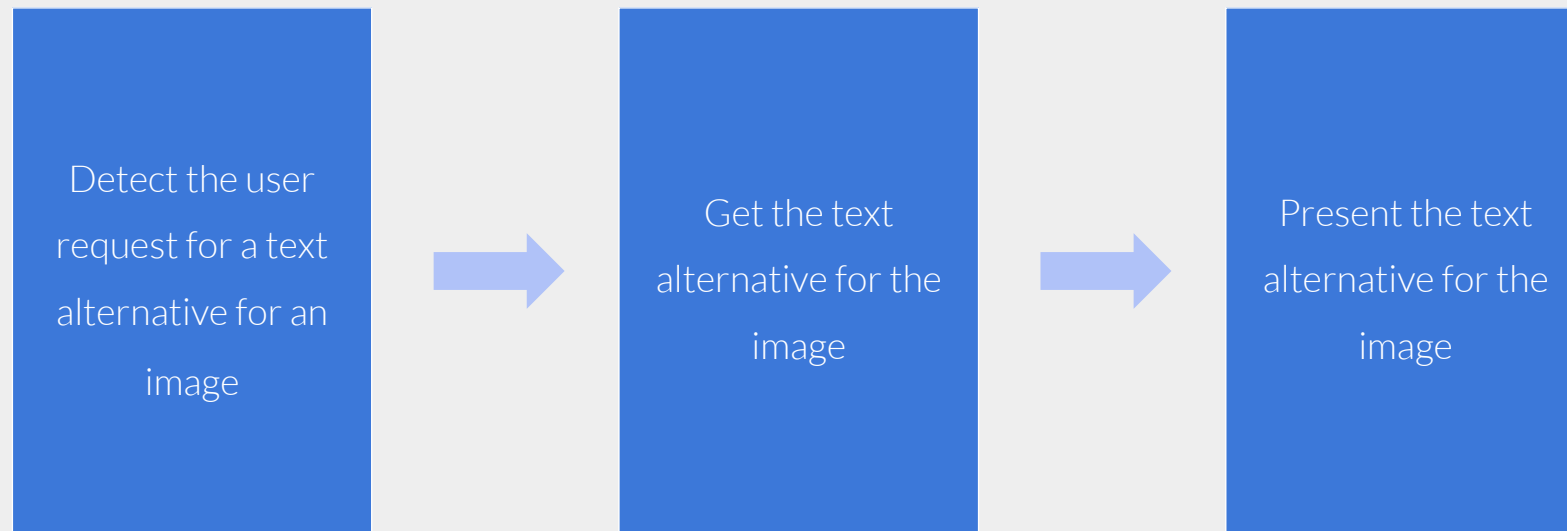 Detect the user
request for a text
alternative for an
image
Get the text
alternative for the
image
Present the text
alternative for the
image